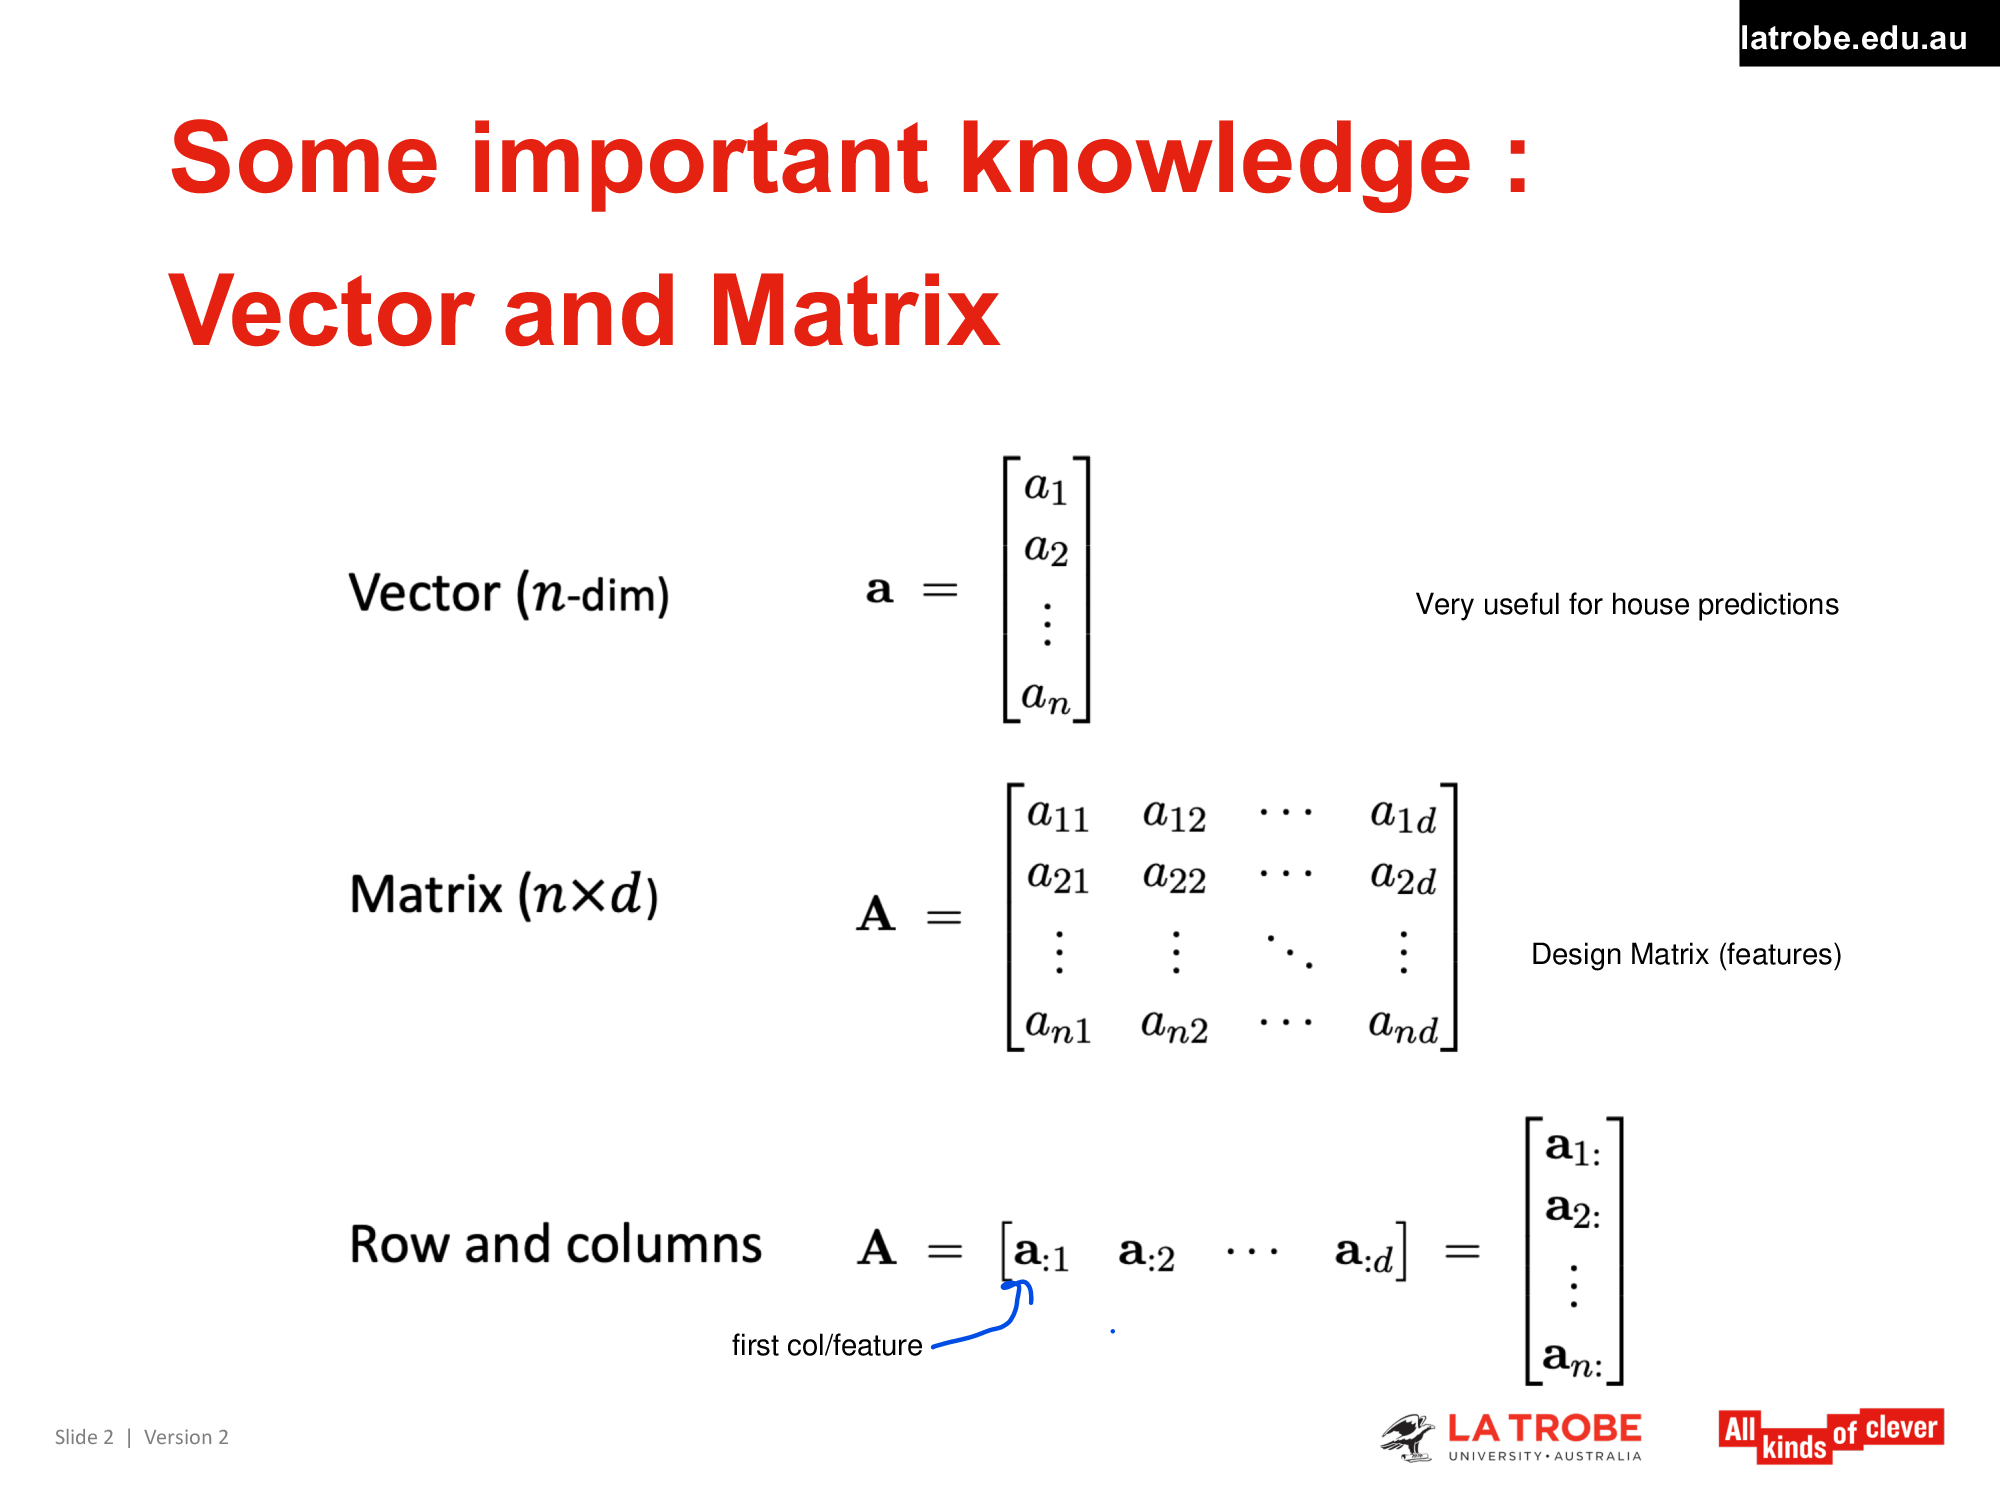 latrobe.edu.au
Some important knowledge :
Vector and Matrix
Vector (n-dim)
a = [a₁ a₂ ⋮ aₙ]
Very useful for house predictions
Matrix (n×d)
A =
a₁₁ a₁₂ ⋯ a₁d
a₂₁ a₂₂ ⋯ a₂d
⋮ ⋮ ⋱ ⋮
aₙ₁ aₙ₂ ⋯ aₙd
Design Matrix (features)
Row and columns
A = [a:₁ a:₂ ⋯ a:d] = [a₁: a₂: ⋮ aₙ:]
first col/feature
Slide 2 | Version 2
LA TROBE
UNIVERSITY • AUSTRALIA
All kinds of clever